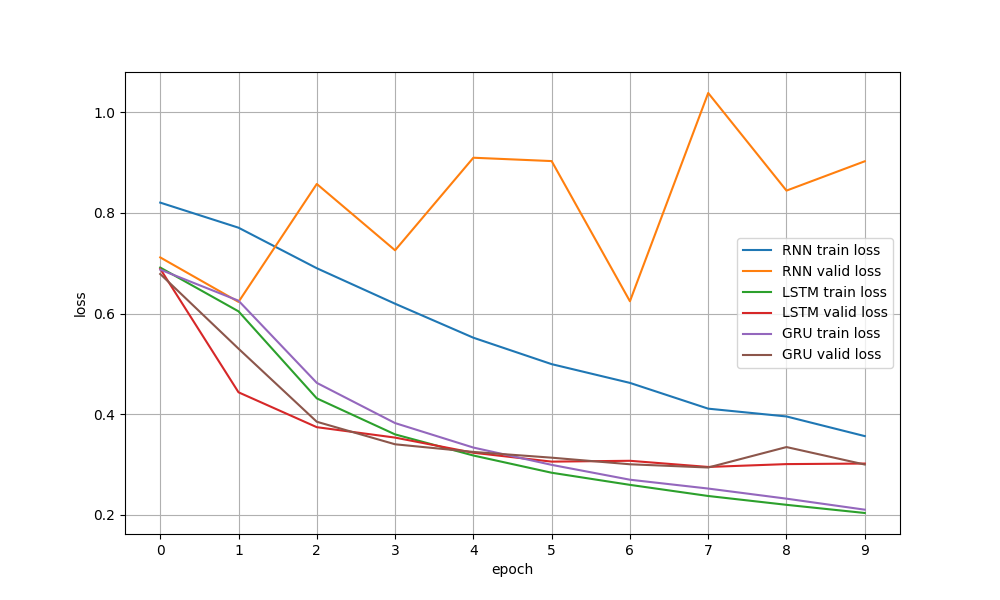 1.0
0.8
0.6
0.4
0.2
loss
0 1 2 3 4 5 6 7 8 9
epoch
RNN train loss
RNN valid loss
LSTM train loss
LSTM valid loss
GRU train loss
GRU valid loss